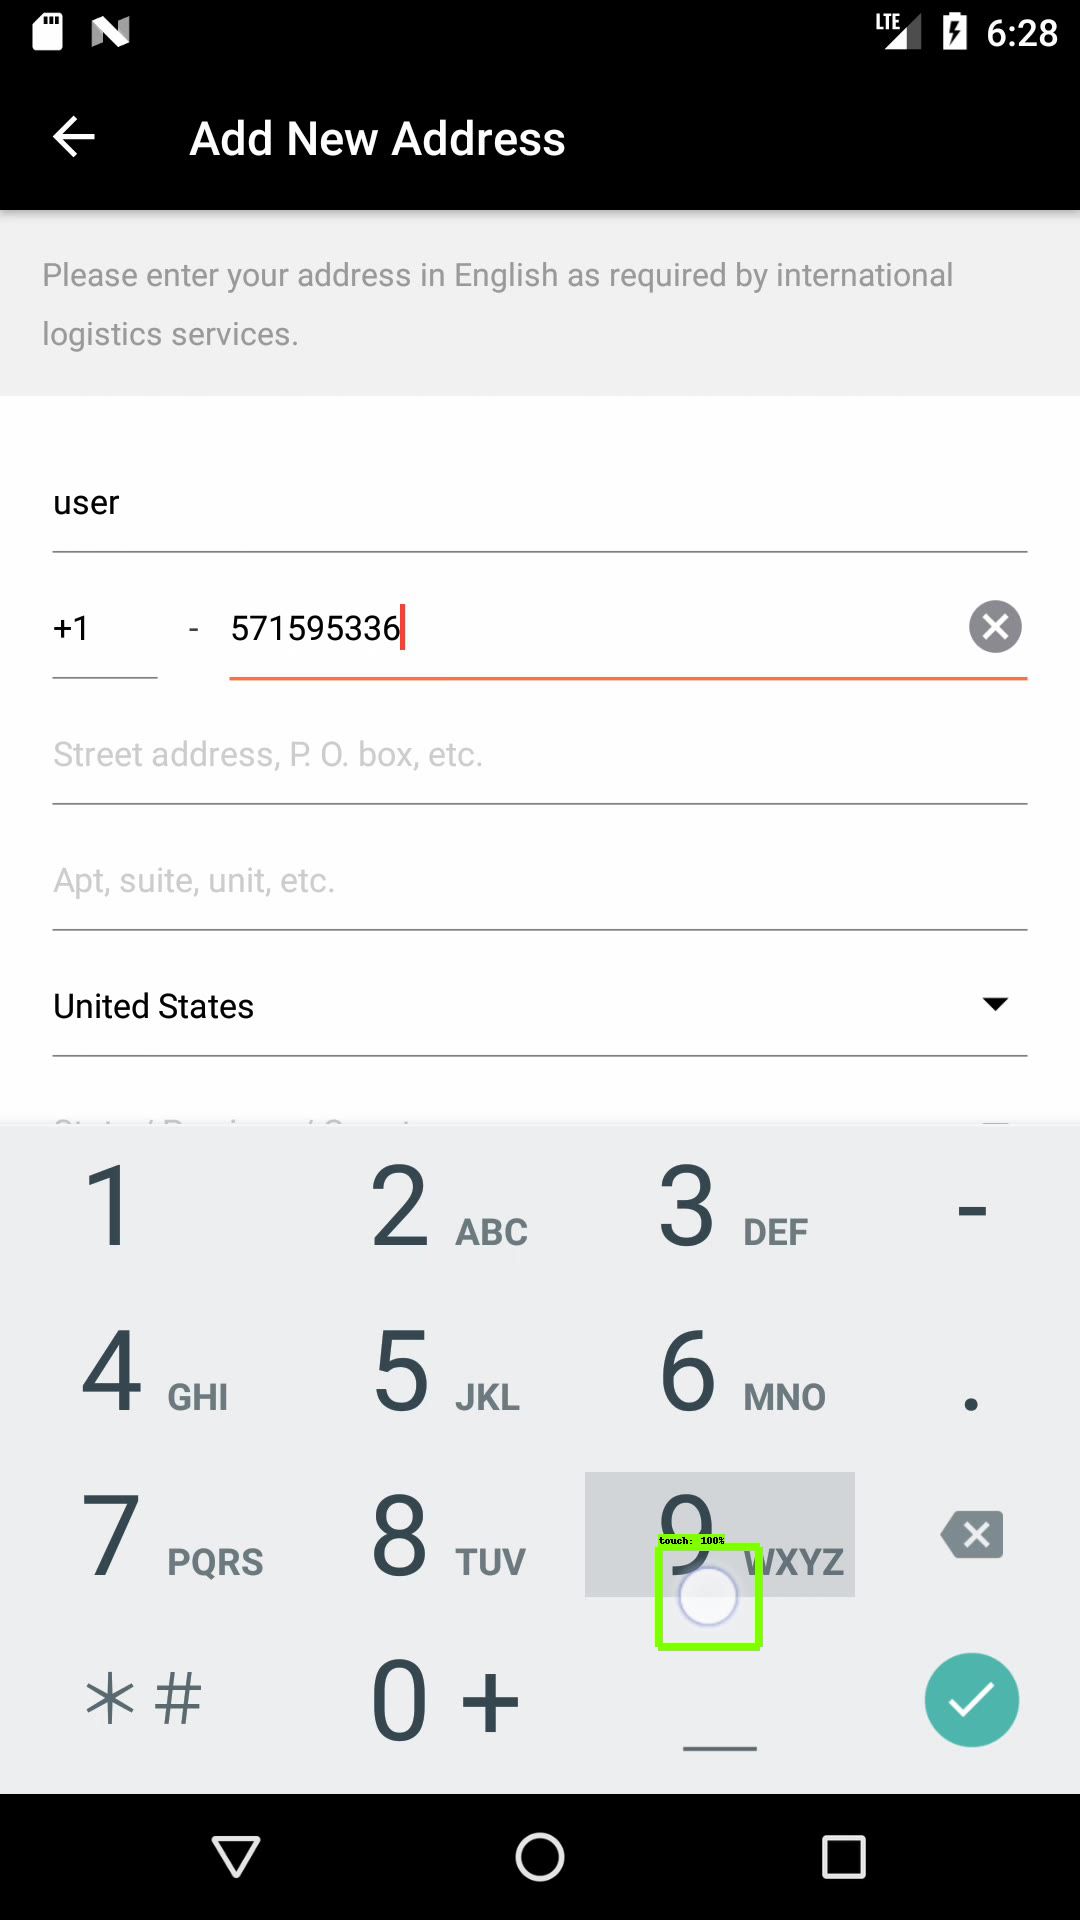 LTE 6:28
Add New Address
Please enter your address in English as required by international
logistics services.
user
+1 - 571595336
Street address, P. O. box, etc.
Apt, suite, unit, etc.
United States
1 2 ABC 3 DEF -
4 GHI 5 JKL 6 MNO .
7 PQRS 8 TUV 9 WXYZ
touch: 100%
* # 0 +